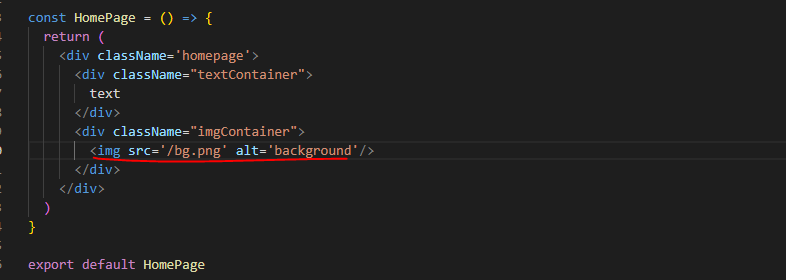 const HomePage = () => {
  return (
    <div className='homepage'>
      <div className="textContainer">
        text
      </div>
      <div className="imgContainer">
        <img src='/bg.png' alt='background'/>
      </div>
    </div>
  )
}

export default HomePage